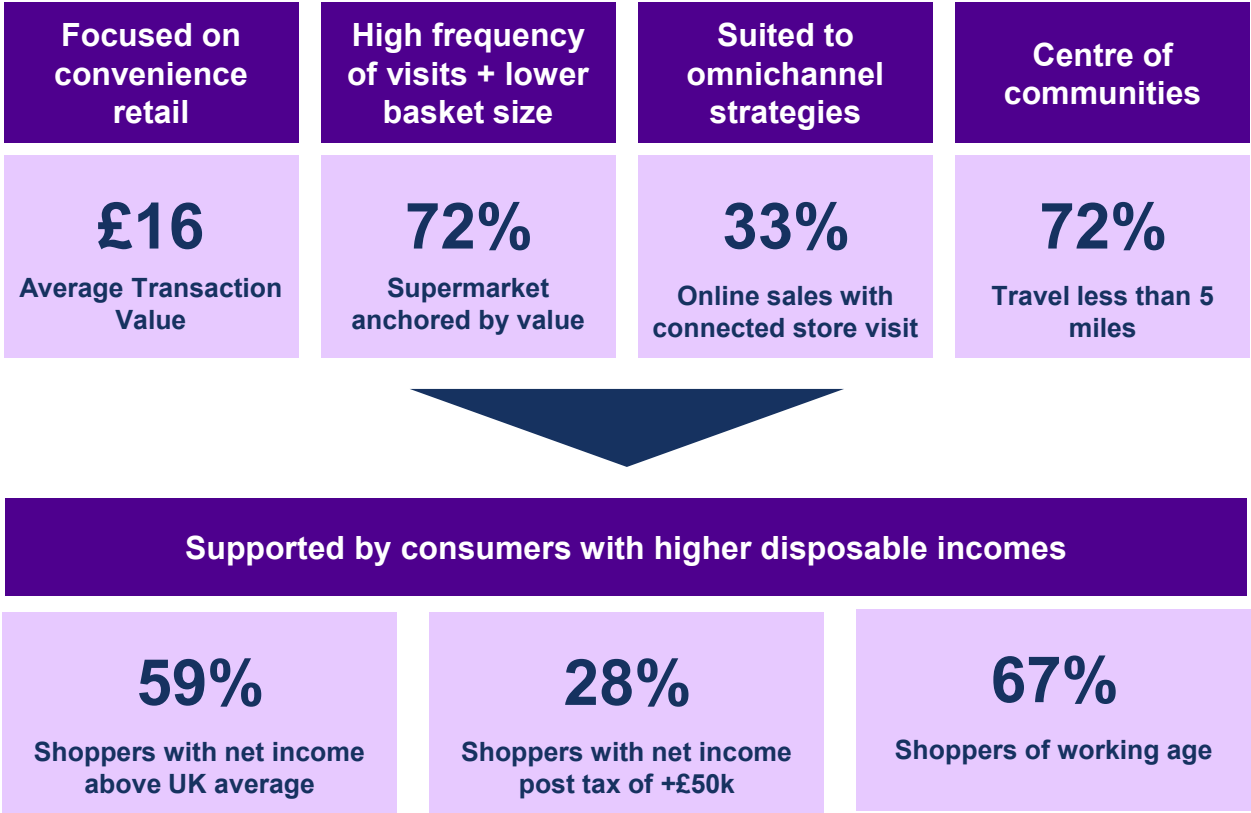 Focused on
convenience
retail
High frequency
of visits + lower
basket size
Suited to
omnichannel
strategies
Centre of
communities
£16
Average Transaction
Value
72%
Supermarket
anchored by value
33%
Online sales with
connected store visit
72%
Travel less than 5
miles
Supported by consumers with higher disposable incomes
59%
Shoppers with net income
above UK average
28%
Shoppers with net income
post tax of +£50k
67%
Shoppers of working age